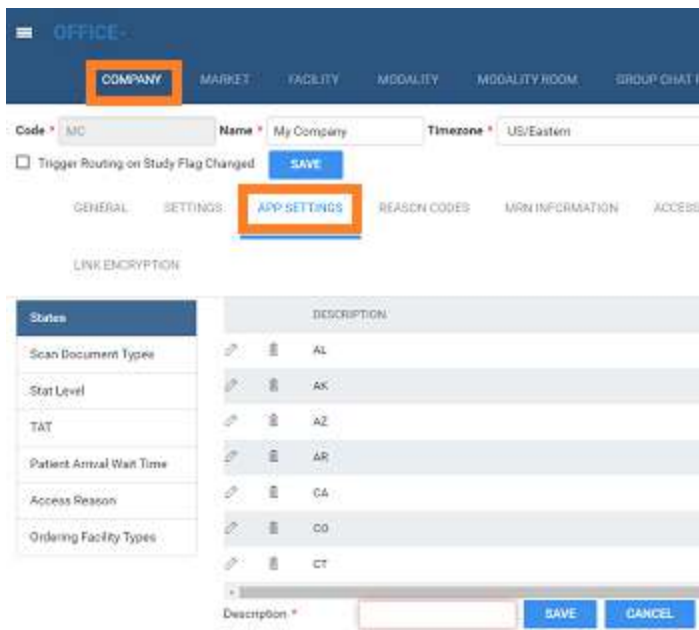 OFFICE-
COMPANY MARKET FACILITY MODALITY MODALITY ROOM GROUP CHAT
Code * MC Name * My Company Timezone * US/Eastern
Trigger Routing on Study Flag Changed SAVE
GENERAL SETTINGS APP SETTINGS REASON CODES MRN INFORMATION ACCESS
LINK ENCRYPTION
States DESCRIPTION
Scan Document Types AL
Stat Level AK
TAT AZ
Patient Arrival Wait Time AR
Access Reason CA
Ordering Facility Types CO
CT
Description * SAVE CANCEL